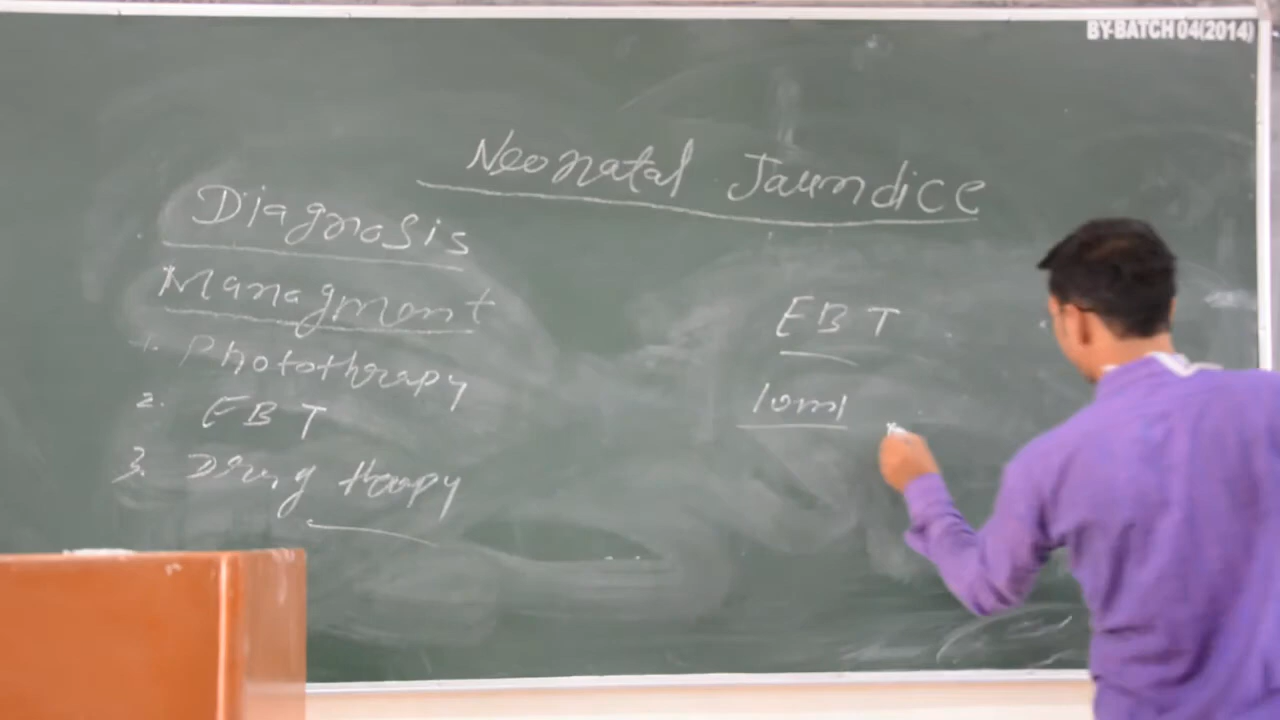 BY-BATCH 04(2014)
Neonatal Jaundice
Diagnosis
Managment
1. Phototherapy
2. EBT
3. Drug therapy
EBT
10ml